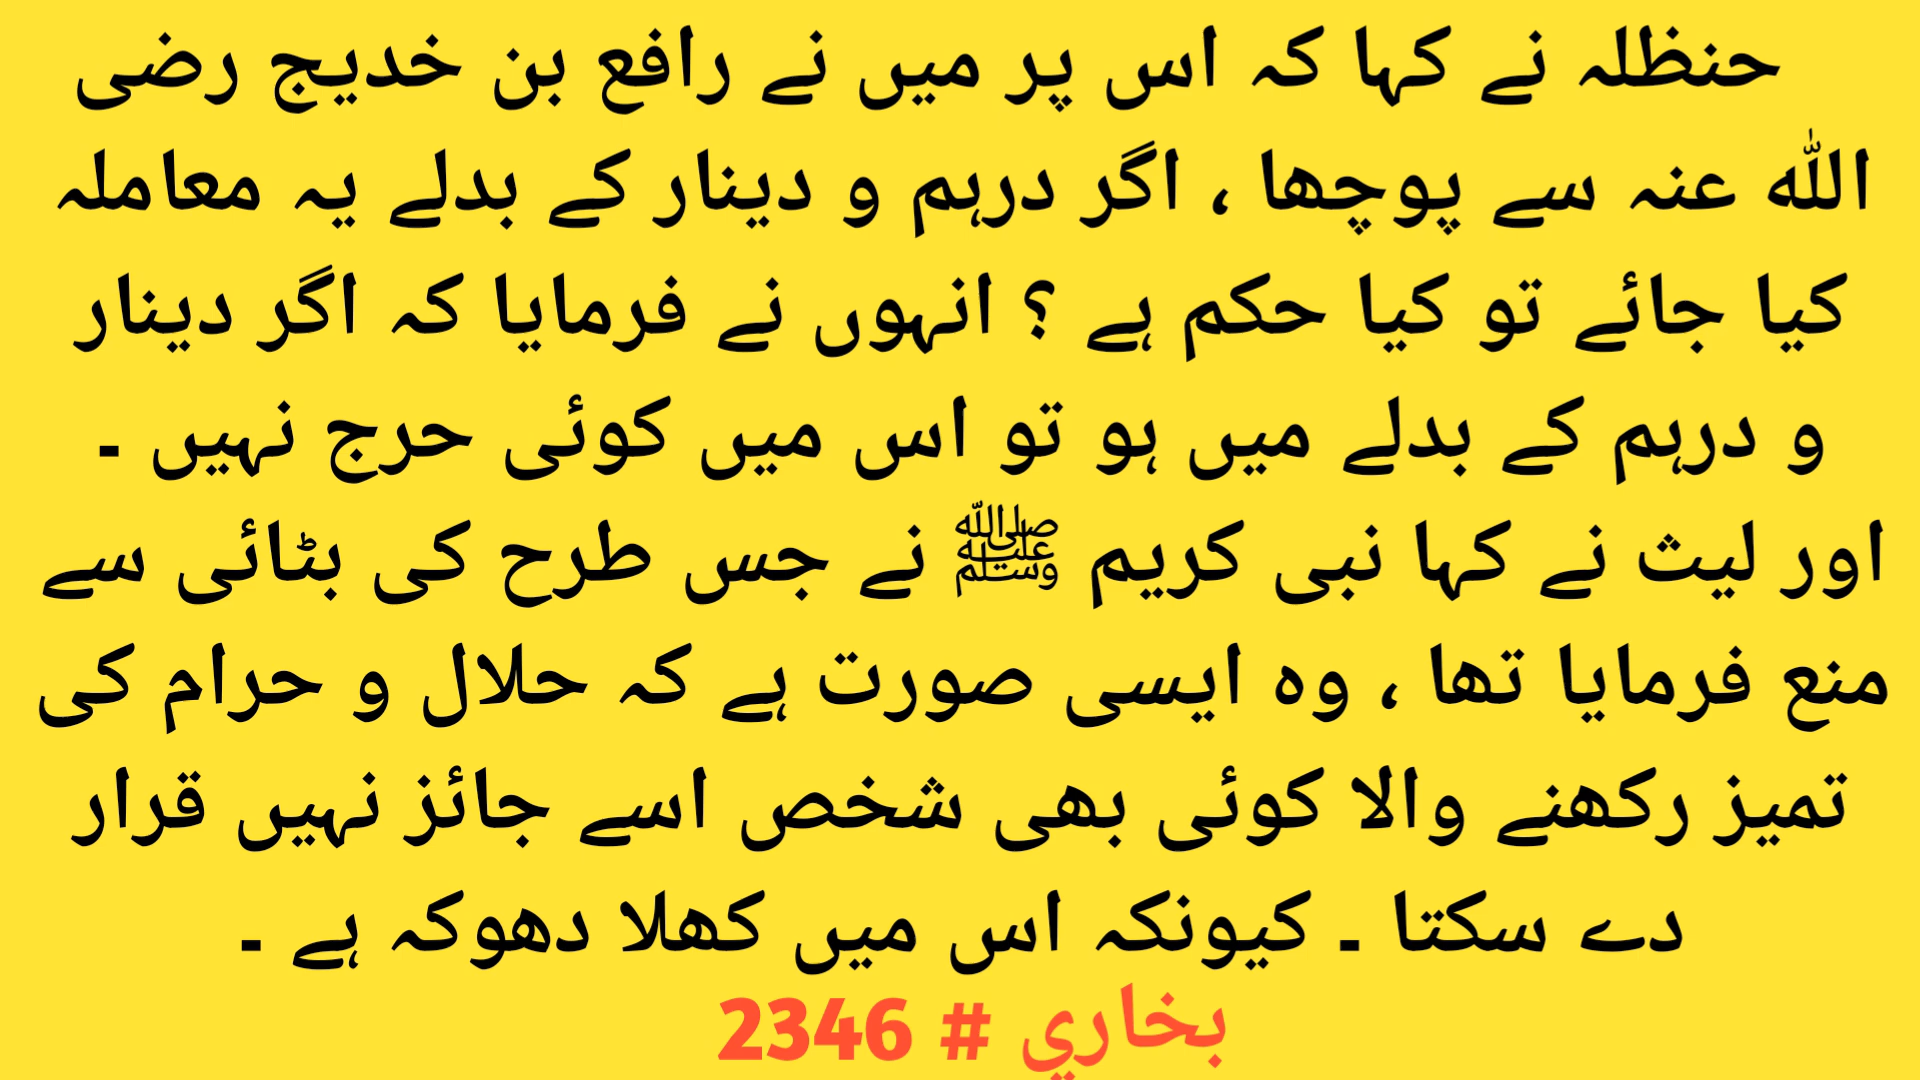 حنظلہ نے کہا کہ اس پر میں نے رافع بن خدیج رضی
اللہ عنہ سے پوچھا ، اگر درہم و دینار کے بدلے یہ معاملہ
کیا جائے تو کیا حکم ہے ؟ انہوں نے فرمایا کہ اگر دینار
و درہم کے بدلے میں ہو تو اس میں کوئی حرج نہیں ۔
اور لیث نے کہا نبی کریم ﷺ نے جس طرح کی بٹائی سے
منع فرمایا تھا ، وہ ایسی صورت ہے کہ حلال و حرام کی
تمیز رکھنے والا کوئی بھی شخص اسے جائز نہیں قرار
دے سکتا ۔ کیونکہ اس میں کھلا دھوکہ ہے ۔
بخاري # 2346